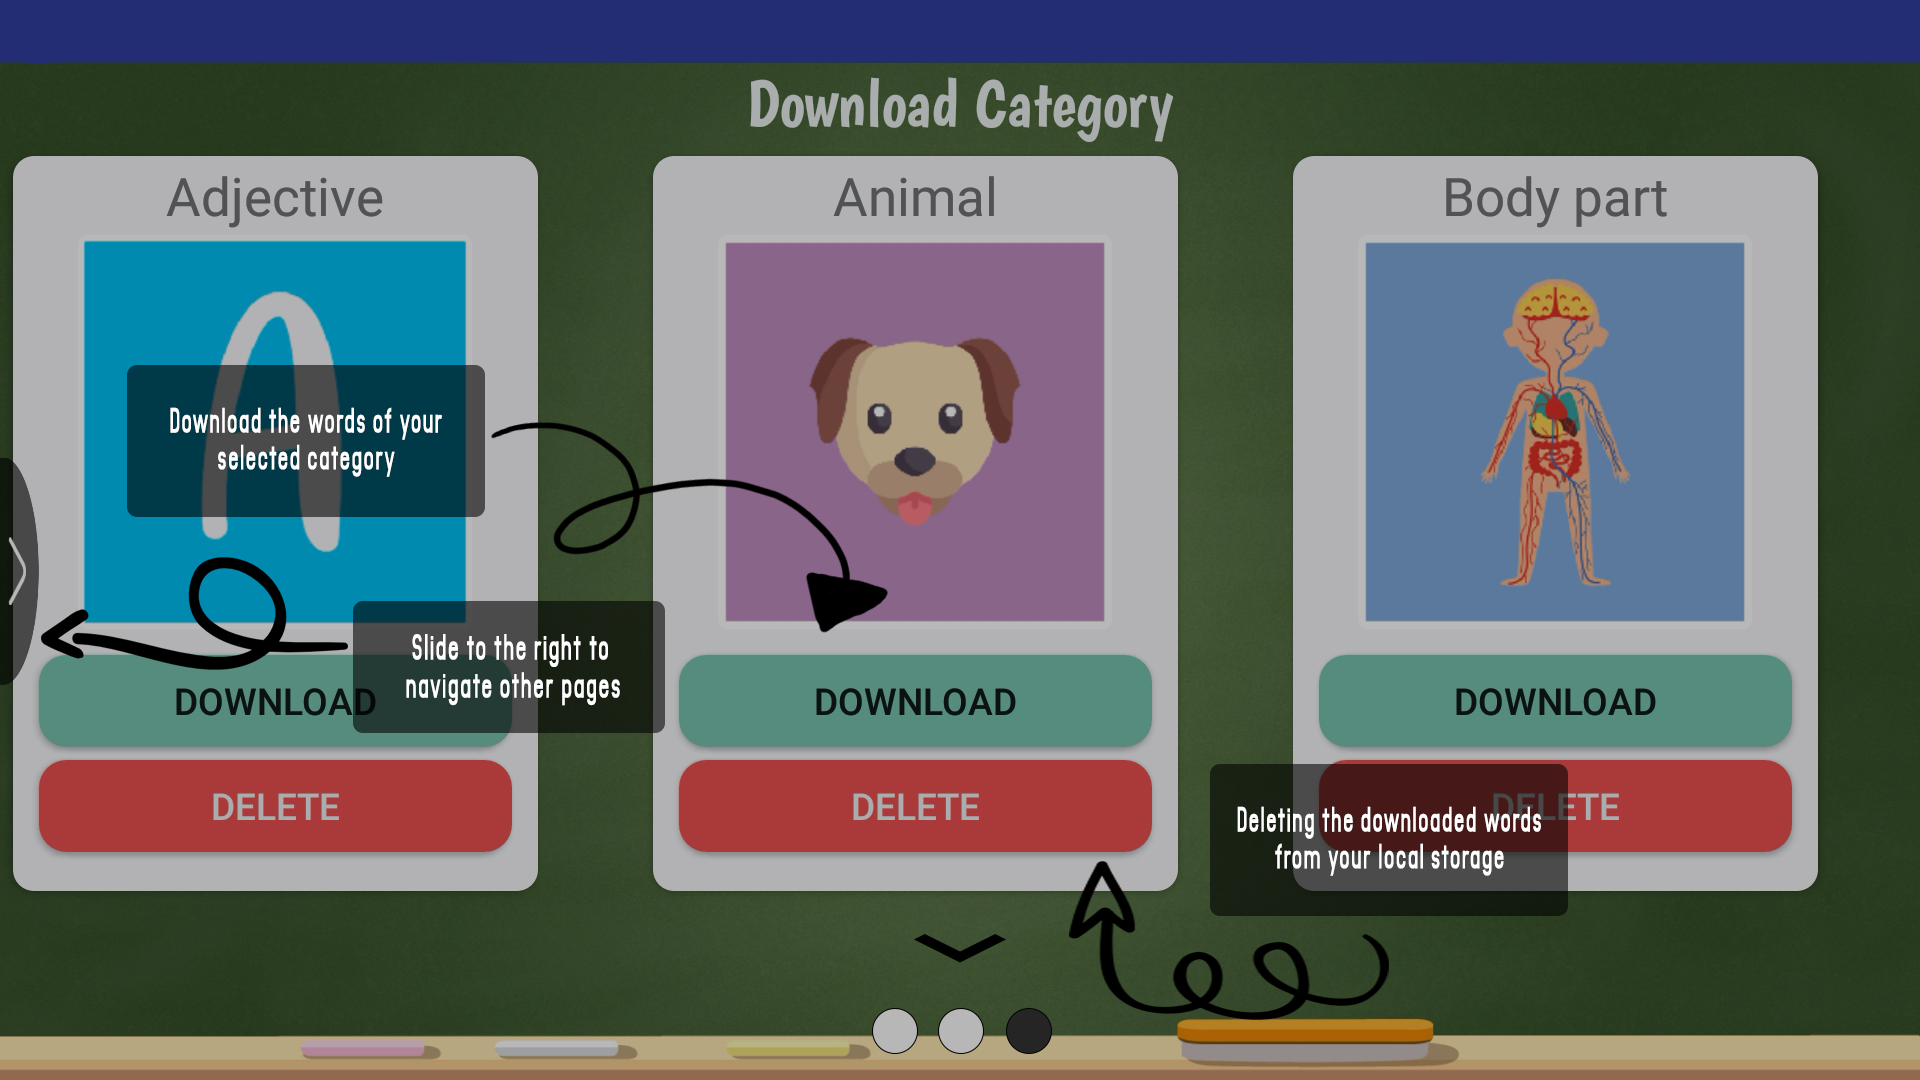 Download Category
Adjective
Animal
Body part
Download the words of your
selected category
Slide to the right to
navigate other pages
DOWNLOAD
DOWNLOAD
DOWNLOAD
DELETE
DELETE
DELETE
Deleting the downloaded words
from your local storage